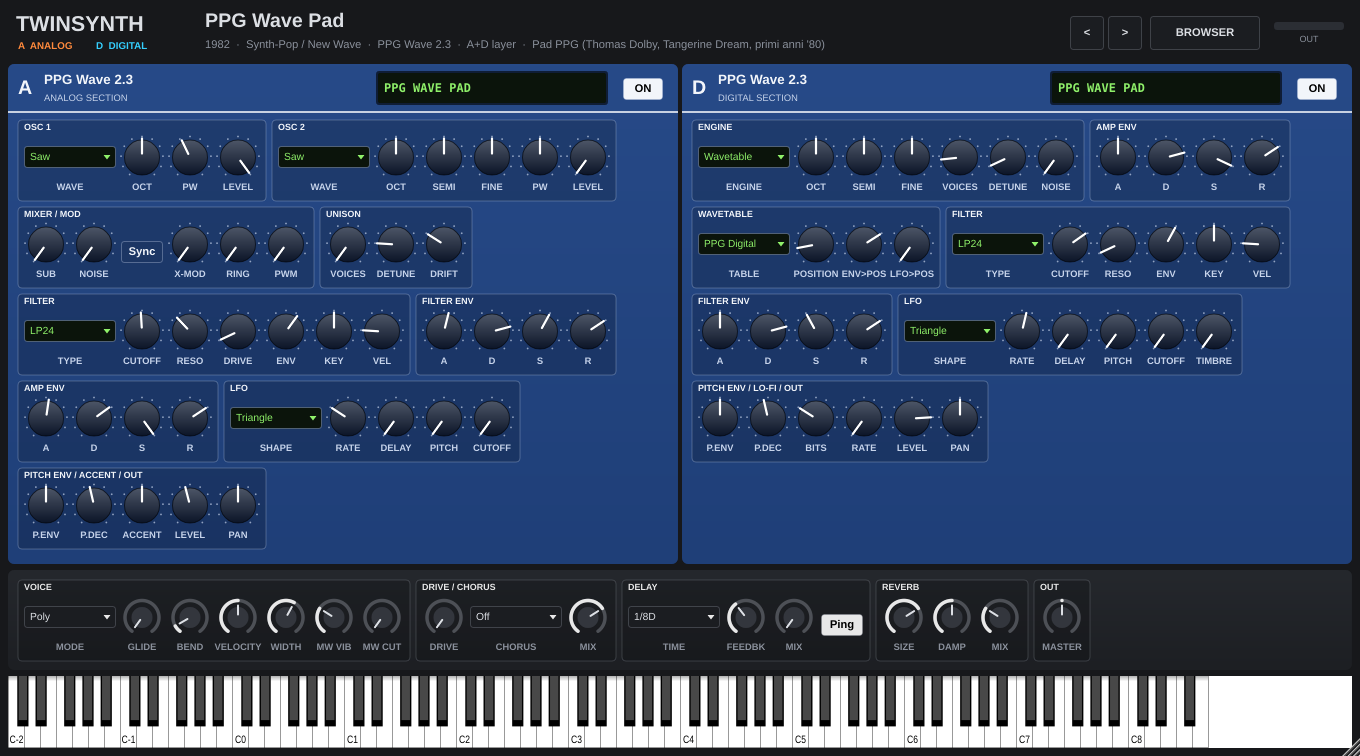 TWINSYNTH
A ANALOG D DIGITAL
PPG Wave Pad
1982 · Synth-Pop / New Wave · PPG Wave 2.3 · A+D layer · Pad PPG (Thomas Dolby, Tangerine Dream, primi anni '80)
< > BROWSER
OUT
A PPG Wave 2.3
ANALOG SECTION
PPG WAVE PAD
ON
OSC 1
Saw
WAVE OCT PW LEVEL
OSC 2
Saw
WAVE OCT SEMI FINE PW LEVEL
MIXER / MOD
Sync
SUB NOISE X-MOD RING PWM
UNISON
VOICES DETUNE DRIFT
FILTER
LP24
TYPE CUTOFF RESO DRIVE ENV KEY VEL
FILTER ENV
A D S R
AMP ENV
A D S R
LFO
Triangle
SHAPE RATE DELAY PITCH CUTOFF
PITCH ENV / ACCENT / OUT
P.ENV P.DEC ACCENT LEVEL PAN
D PPG Wave 2.3
DIGITAL SECTION
PPG WAVE PAD
ON
ENGINE
Wavetable
ENGINE OCT SEMI FINE VOICES DETUNE NOISE
AMP ENV
A D S R
WAVETABLE
PPG Digital
TABLE POSITION ENV>POS LFO>POS
FILTER
LP24
TYPE CUTOFF RESO ENV KEY VEL
FILTER ENV
A D S R
LFO
Triangle
SHAPE RATE DELAY PITCH CUTOFF TIMBRE
PITCH ENV / LO-FI / OUT
P.ENV P.DEC BITS RATE LEVEL PAN
VOICE
Poly
MODE GLIDE BEND VELOCITY WIDTH MW VIB MW CUT
DRIVE / CHORUS
Off
DRIVE CHORUS MIX
DELAY
1/8D
Ping
TIME FEEDBK MIX
REVERB
SIZE DAMP MIX
OUT
MASTER
C-2 C-1 C0 C1 C2 C3 C4 C5 C6 C7 C8